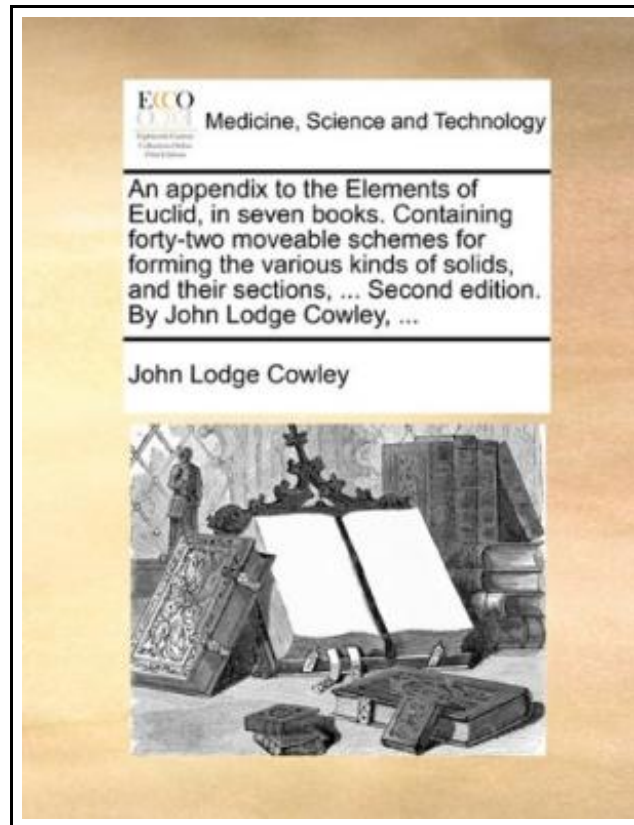 ECCO
Medicine, Science and Technology
An appendix to the Elements of
Euclid, in seven books. Containing
forty-two moveable schemes for
forming the various kinds of solids,
and their sections, ... Second edition.
By John Lodge Cowley, ...
John Lodge Cowley